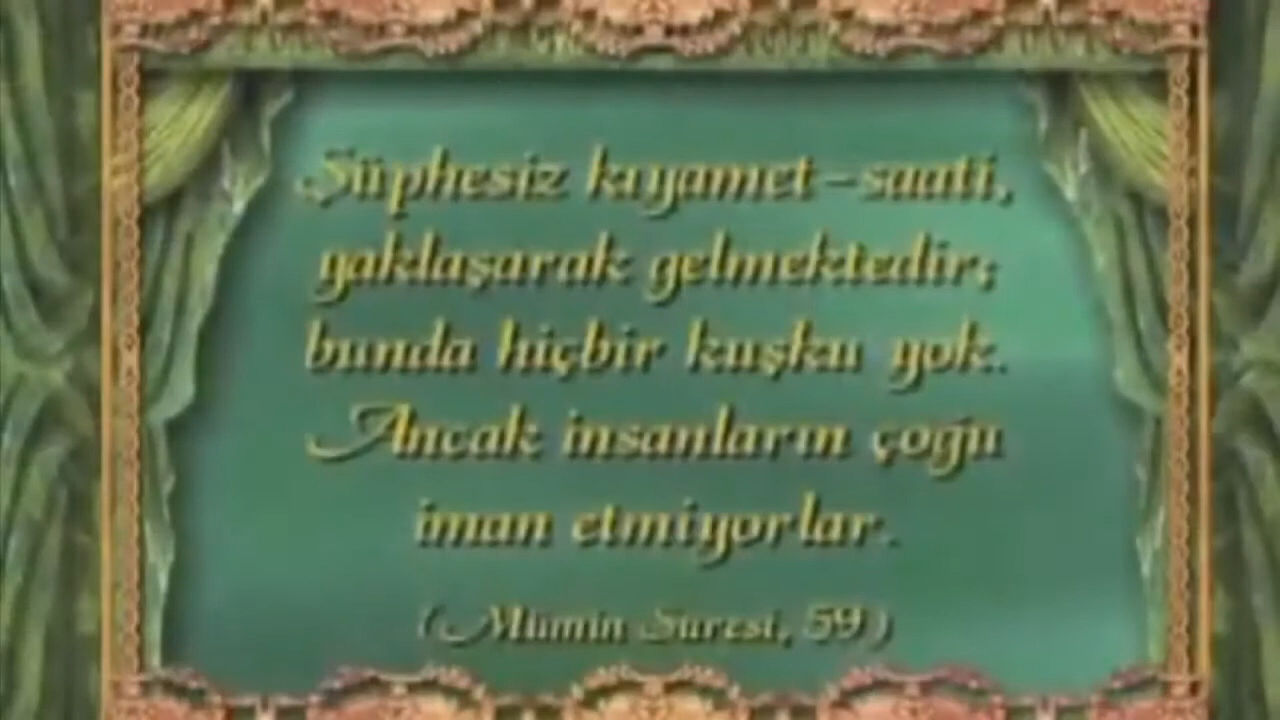 Şüphesiz kıyamet-saati,
yaklaşarak gelmektedir;
bunda hiçbir kuşku yok.
Ancak insanların çoğu
iman etmiyorlar.
(Mümin Suresi, 59)